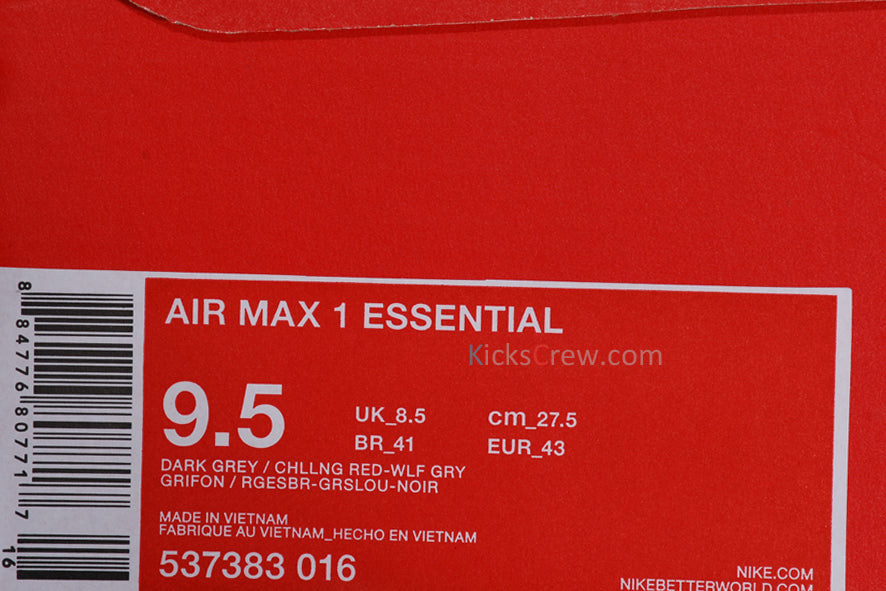 AIR MAX 1 ESSENTIAL
KicksCrew.com
9.5
UK_8.5 cm_27.5
BR_41 EUR_43
DARK GREY / CHLLNG RED-WLF GRY
GRIFON / RGESBR-GRSLOU-NOIR
MADE IN VIETNAM
FABRIQUE AU VIETNAM_HECHO EN VIETNAM
537383 016
NIKE.COM
NIKEBETTERWORLD.COM
8 84776 80771 7
16